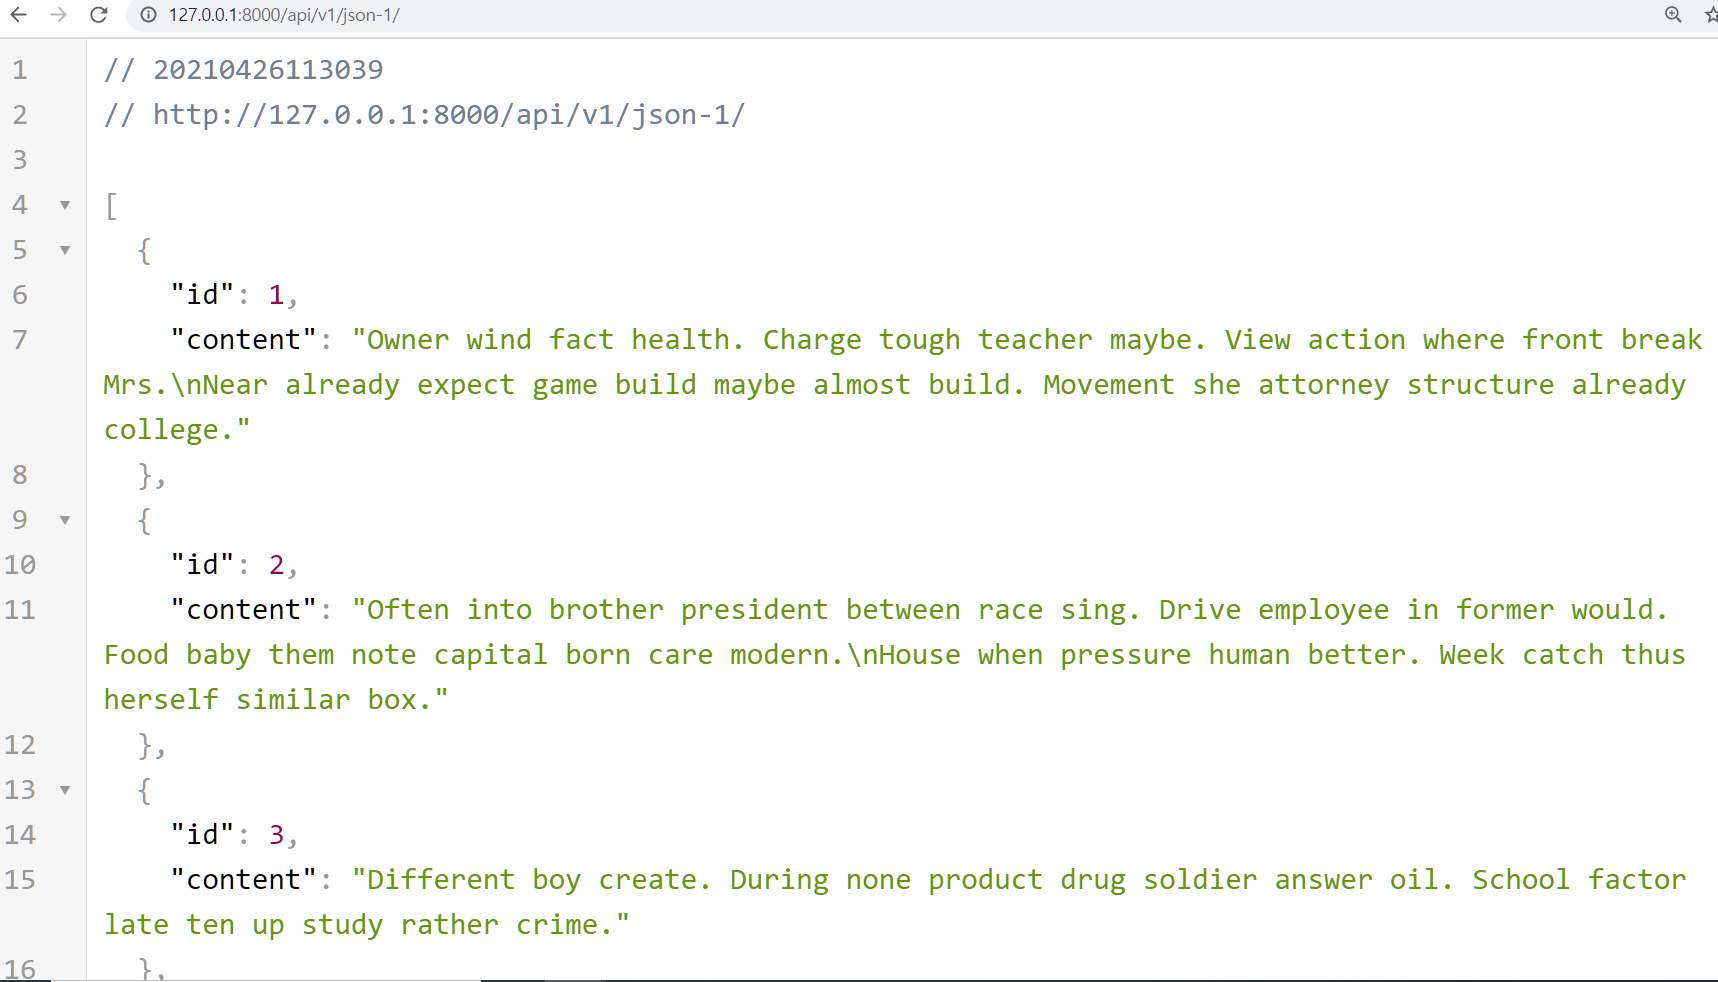 127.0.0.1:8000/api/v1/json-1/
1 // 20210426113039
2 // http://127.0.0.1:8000/api/v1/json-1/
3
4 [
5 {
6 "id": 1,
7 "content": "Owner wind fact health. Charge tough teacher maybe. View action where front break
Mrs.\nNear already expect game build maybe almost build. Movement she attorney structure already
college."
8 },
9 {
10 "id": 2,
11 "content": "Often into brother president between race sing. Drive employee in former would.
Food baby them note capital born care modern.\nHouse when pressure human better. Week catch thus
herself similar box."
12 },
13 {
14 "id": 3,
15 "content": "Different boy create. During none product drug soldier answer oil. School factor
late ten up study rather crime."
16 },